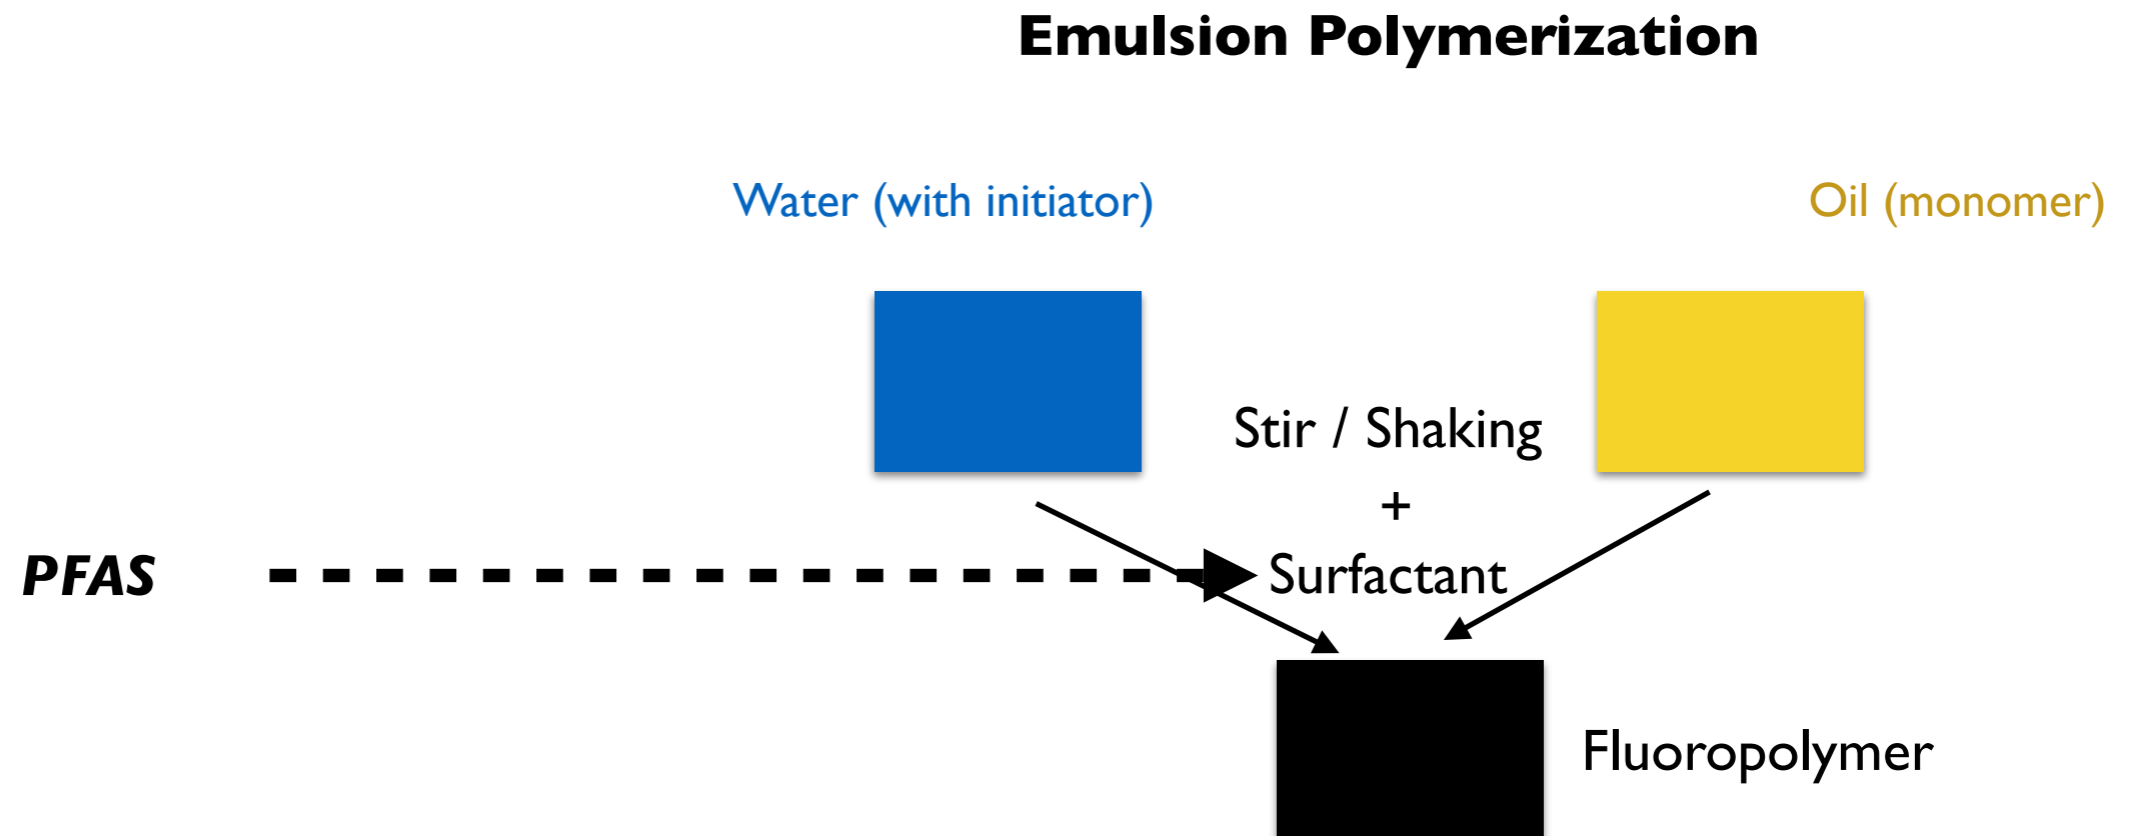 Emulsion Polymerization
Water (with initiator)
Oil (monomer)
Stir / Shaking
+
PFAS
Surfactant
Fluoropolymer